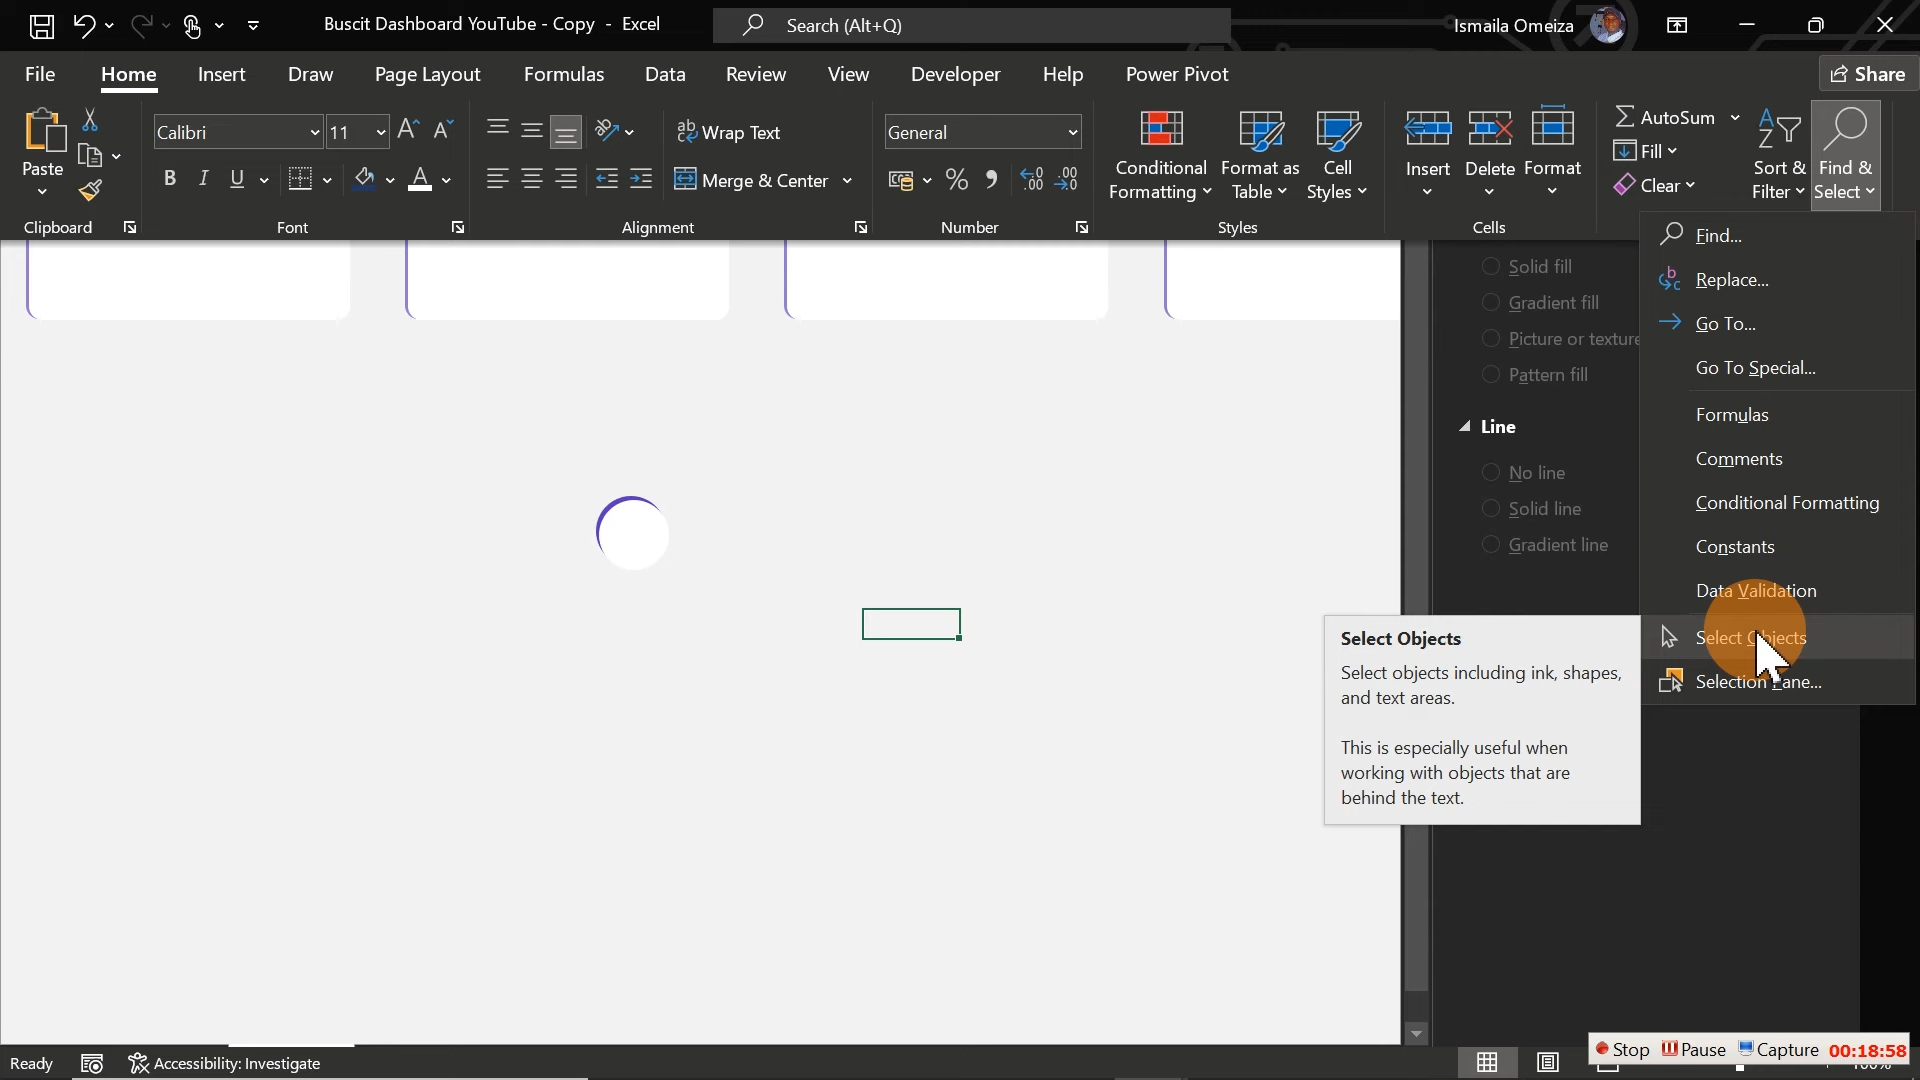 Buscit Dashboard YouTube - Copy - Excel
Search (Alt+Q)
Ismaila Omeiza
File Home Insert Draw Page Layout Formulas Data Review View Developer Help Power Pivot
Share
Paste
Clipboard
Calibri 11
B I U A
Font
Wrap Text
Merge & Center
Alignment
General
Number
Conditional
Formatting
Format as
Table
Cell
Styles
Styles
Insert
Delete
Format
Cells
AutoSum
Fill
Clear
Sort &
Filter
Find &
Select
Find...
Replace...
Go To...
Go To Special...
Formulas
Comments
Conditional Formatting
Constants
Data Validation
Select Objects
Selection Pane...
Solid fill
Gradient fill
Picture or texture
Pattern fill
Line
No line
Solid line
Gradient line
Select Objects
Select objects including ink, shapes,
and text areas.
This is especially useful when
working with objects that are
behind the text.
Stop Pause Capture 00:18:58
Ready
Accessibility: Investigate